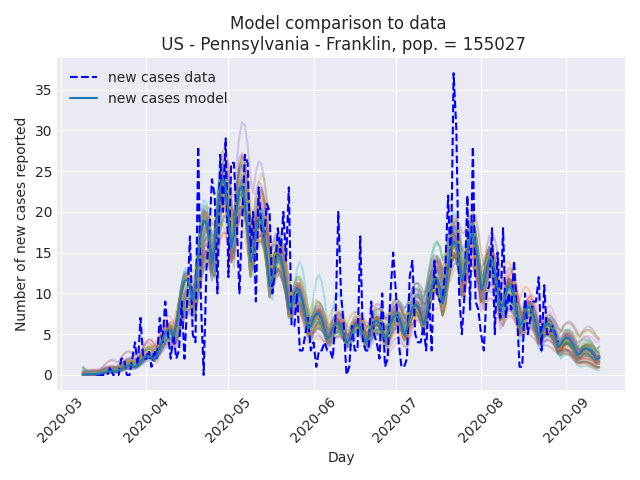 Model comparison to data
US - Pennsylvania - Franklin, pop. = 155027
new cases data
new cases model
Number of new cases reported
35
30
25
20
15
10
5
0
2020-03
2020-04
2020-05
2020-06
2020-07
2020-08
2020-09
Day